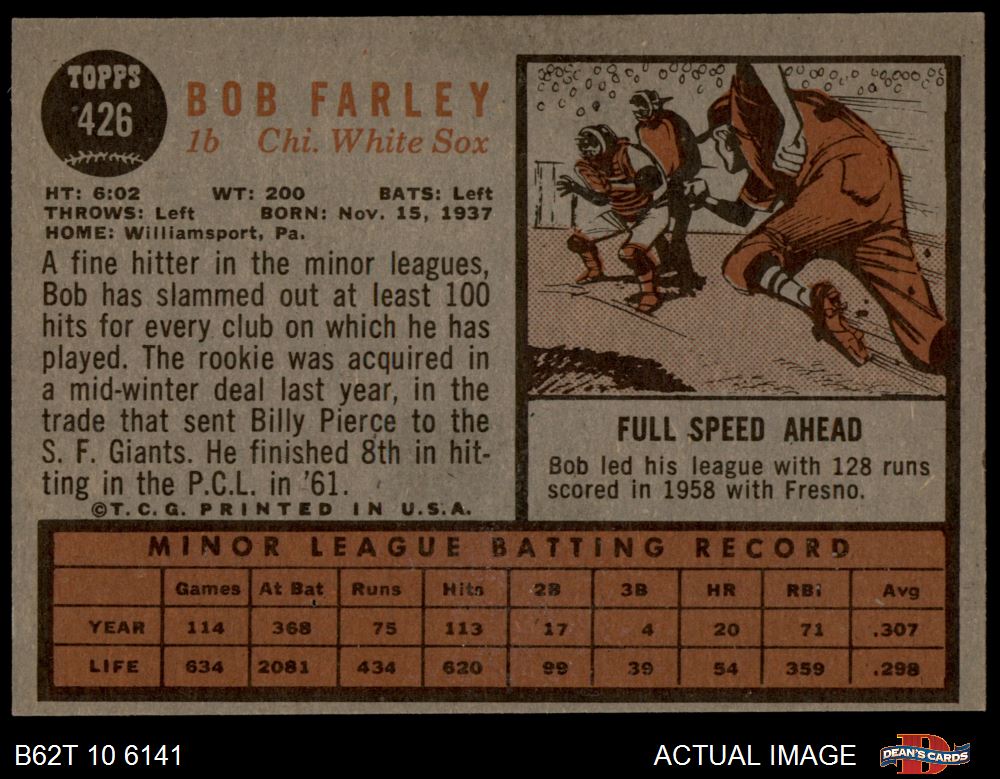 TOPPS
426
BOB FARLEY
1b Chi. White Sox
HT: 6:02 WT: 200 BATS: Left
THROWS: Left BORN: Nov. 15, 1937
HOME: Williamsport, Pa.
A fine hitter in the minor leagues,
Bob has slammed out at least 100
hits for every club on which he has
played. The rookie was acquired in
a mid-winter deal last year, in the
trade that sent Billy Pierce to the
S. F. Giants. He finished 8th in hit-
ting in the P.C.L. in '61.
©T.C.G. PRINTED IN U.S.A.
FULL SPEED AHEAD
Bob led his league with 128 runs
scored in 1958 with Fresno.
MINOR LEAGUE BATTING RECORD
Games At Bat Runs Hits 2B 3B HR RBI Avg
YEAR 114 368 75 113 17 4 20 71 .307
LIFE 634 2081 434 620 99 39 54 359 .298
B62T 10 6141 ACTUAL IMAGE DEAN'S CARDS